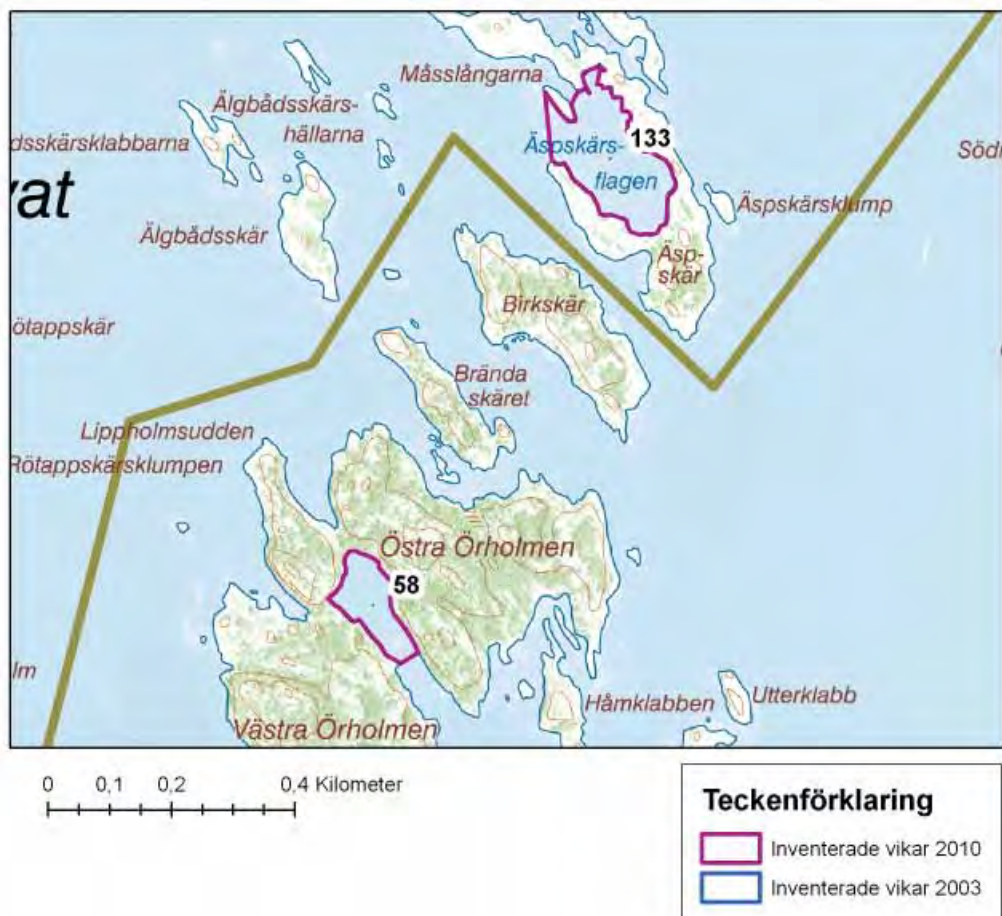 Måsslångarna
Älgbådsskärs-
hällarna
dsskärsklabbarna
Äspskärs-
flagen
133
Södr
vat
Äspskärsklump
Älgbådsskär
Äsp-
skär
Birkskär
ötappskär
Brända
skäret
Lippholmsudden
Rötappskärsklumpen
Östra Örholmen
58
lm
Håmklabben
Utterklabb
Västra Örholmen
0 0,1 0,2 0,4 Kilometer
Teckenförklaring
Inventerade vikar 2010
Inventerade vikar 2003